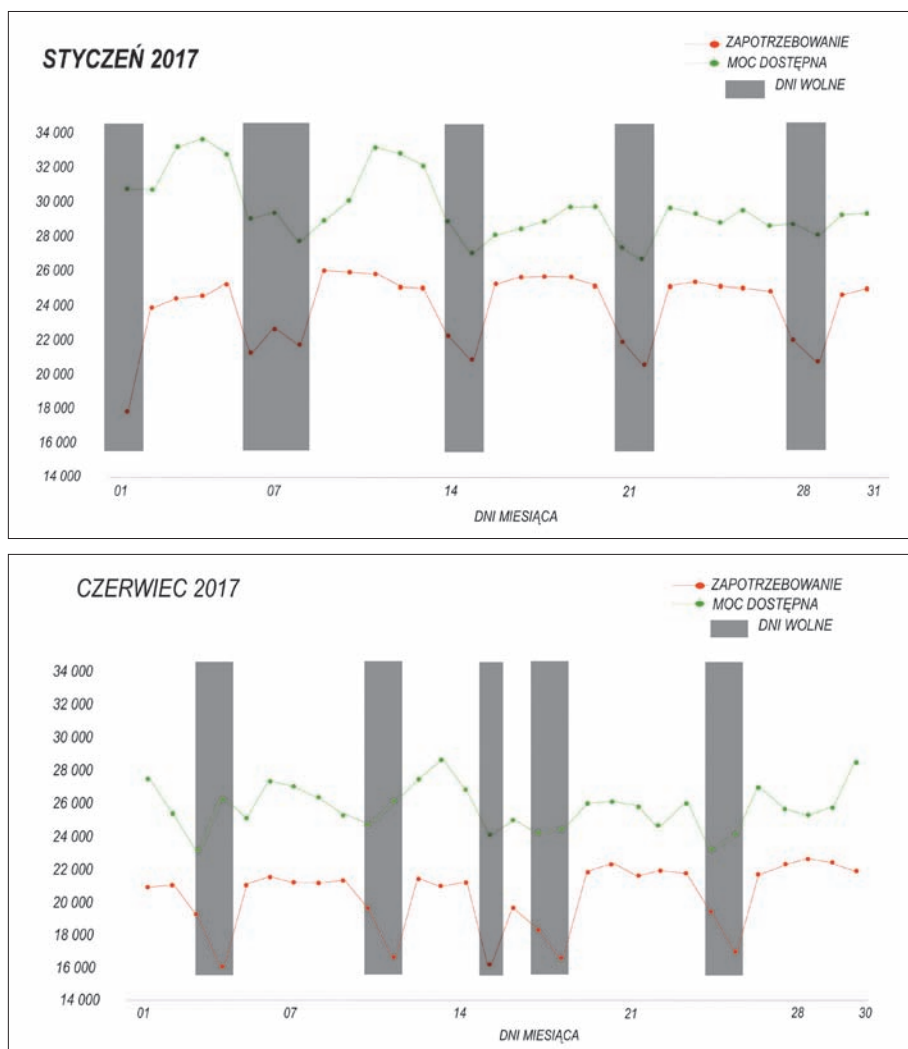 STYCZEŃ 2017
ZAPOTRZEBOWANIE
MOC DOSTĘPNA
DNI WOLNE
34 000
32 000
30 000
28 000
26 000
24 000
22 000
20 000
18 000
16 000
14 000
01 07 14 21 28 31
DNI MIESIĄCA
CZERWIEC 2017
ZAPOTRZEBOWANIE
MOC DOSTĘPNA
DNI WOLNE
34 000
32 000
30 000
28 000
26 000
24 000
22 000
20 000
18 000
16 000
14 000
01 07 14 21 28 30
DNI MIESIĄCA